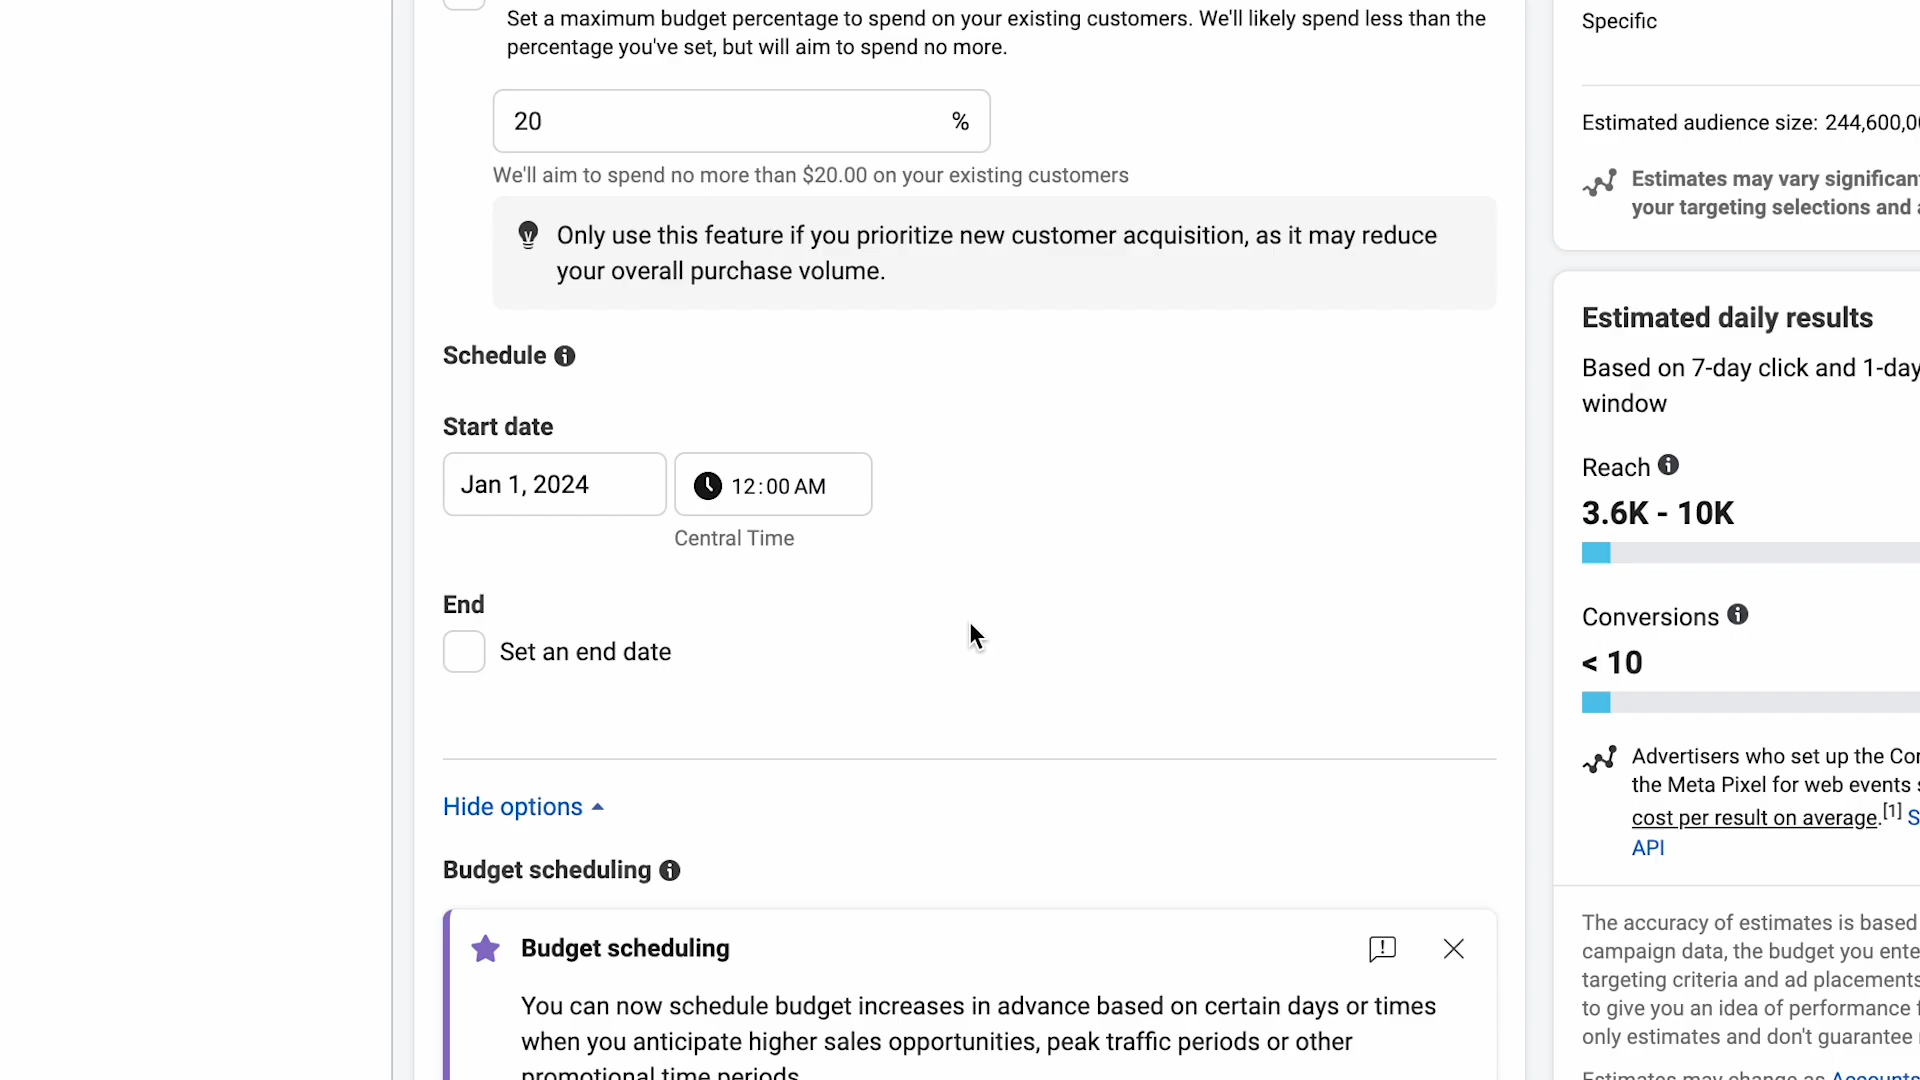 Set a maximum budget percentage to spend on your existing customers. We'll likely spend less than the
percentage you've set, but will aim to spend no more.
20 %
We'll aim to spend no more than $20.00 on your existing customers
Only use this feature if you prioritize new customer acquisition, as it may reduce
your overall purchase volume.
Schedule
Start date
Jan 1, 2024
12:00 AM
Central Time
End
Set an end date
Hide options
Budget scheduling
Budget scheduling
You can now schedule budget increases in advance based on certain days or times
when you anticipate higher sales opportunities, peak traffic periods or other
promotional time periods.
Specific
Estimated audience size: 244,600,0
Estimates may vary significan
your targeting selections and
Estimated daily results
Based on 7-day click and 1-day
window
Reach
3.6K - 10K
Conversions
< 10
Advertisers who set up the Con
the Meta Pixel for web events
cost per result on average.[1] S
API
The accuracy of estimates is based
campaign data, the budget you ente
targeting criteria and ad placements
to give you an idea of performance f
only estimates and don't guarantee
Estimates may change as Accounts